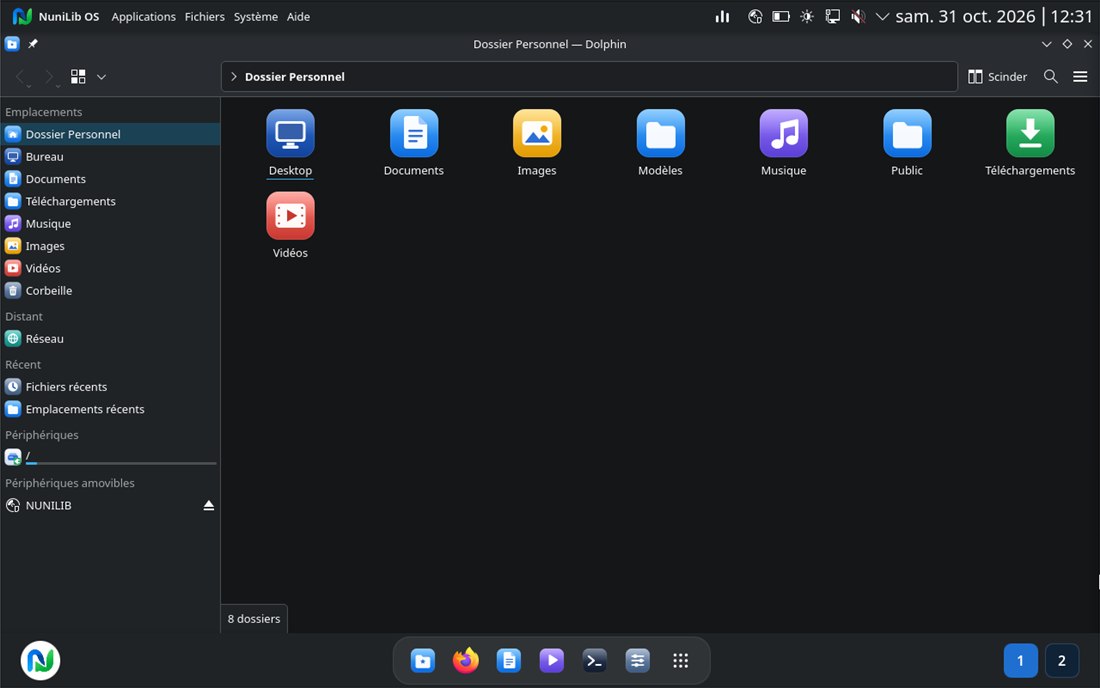 NuniLib OS Applications Fichiers Système Aide sam. 31 oct. 2026 | 12:31
Dossier Personnel — Dolphin
Dossier Personnel
Scinder
Emplacements
Dossier Personnel
Bureau
Documents
Téléchargements
Musique
Images
Vidéos
Corbeille
Distant
Réseau
Récent
Fichiers récents
Emplacements récents
Périphériques
/
Périphériques amovibles
NUNILIB
Desktop Documents Images Modèles Musique Public Téléchargements
Vidéos
8 dossiers
1 2